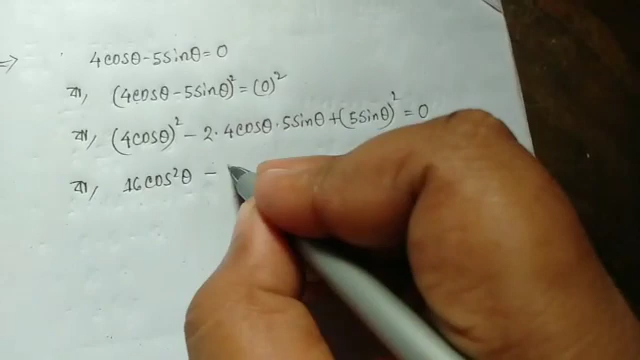 ⇒ 4cosθ-5sinθ=0
বা, (4cosθ-5sinθ)²=(0)²
বা, (4cosθ)²-2·4cosθ·5sinθ+(5sinθ)²=0
বা, 16cos²θ-